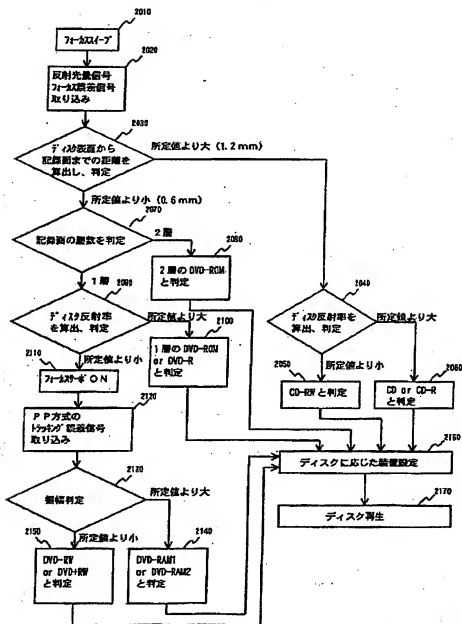 2010
フォーカススイープ
2020
反射光量信号
フォーカス誤差信号
取り込み
2030
ディスク表面から
記録面までの距離を
算出し、判定
所定値より大 (1.2mm)
所定値より小 (0.6mm)
2070
記録面の層数を判定
2層
2080
2層のDVD-ROM
と判定
1層
2090
ディスク反射率
を算出、判定
所定値より大
2100
1層のDVD-ROM
or DVD-R
と判定
2040
ディスク反射率を
算出、判定
所定値より大
所定値より小
2050
CD-RWと判定
2060
CD or CD-R
と判定
所定値より小
2110
フォーカスサーボON
2120
PP方式の
トラッキング誤差信号
取り込み
2130
振幅判定
所定値より大
所定値より小
2150
DVD-RW
or DVD+RW
と判定
2140
DVD-RAM1
or DVD-RAM2
と判定
2160
ディスクに応じた装置設定
2170
ディスク再生